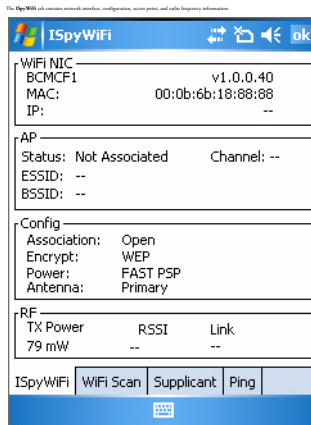 The ISpyWiFi tab contains network interface, configuration, access point, and radio frequency information:
ISpyWiFi ok
WiFi NIC
BCMCF1 v1.0.0.40
MAC: 00:0b:6b:18:88:88
IP: --
AP
Status: Not Associated Channel: --
ESSID: --
BSSID: --
Config
Association: Open
Encrypt: WEP
Power: FAST PSP
Antenna: Primary
RF
TX Power RSSI Link
79 mW -- --
ISpyWiFi WiFi Scan Supplicant Ping